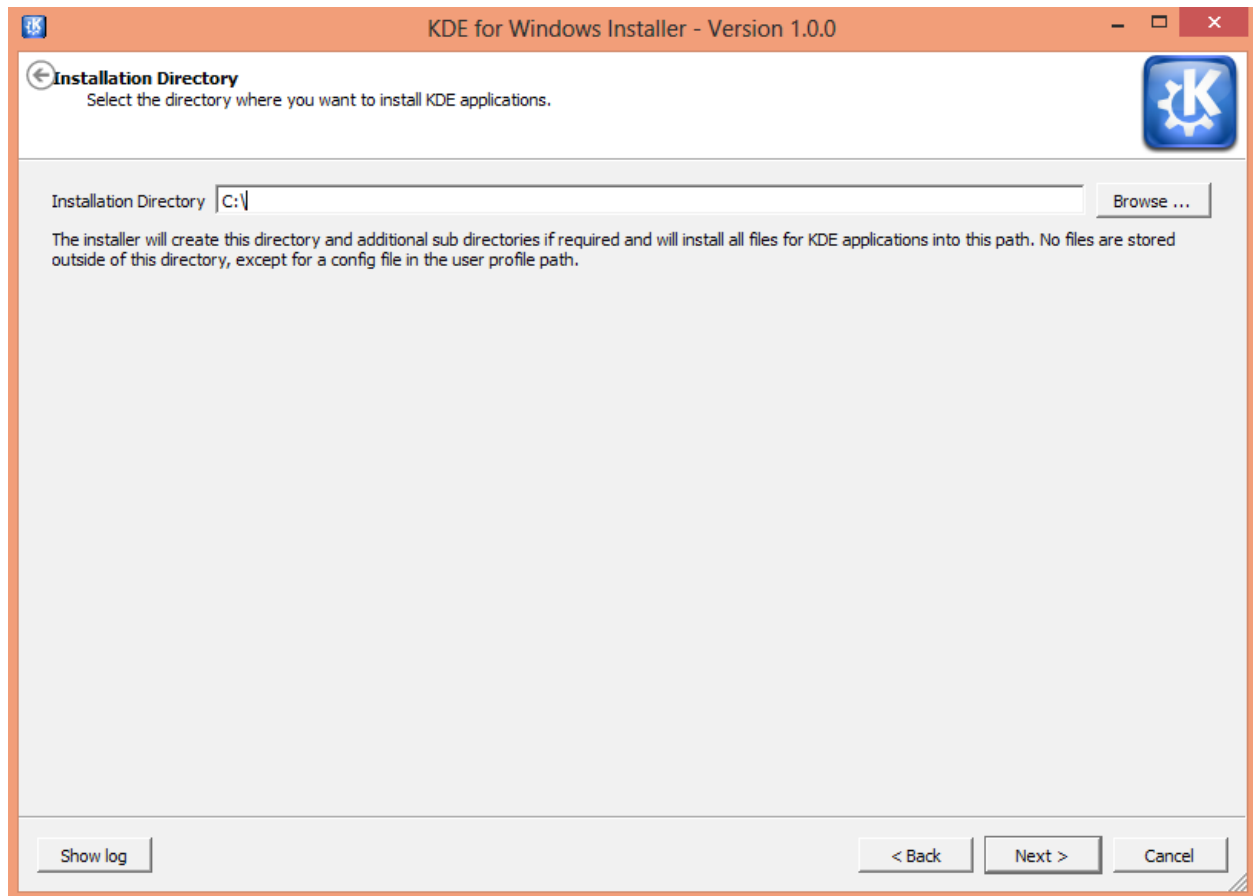 KDE for Windows Installer - Version 1.0.0
Installation Directory
Select the directory where you want to install KDE applications.
Installation Directory C:\ Browse ...
The installer will create this directory and additional sub directories if required and will install all files for KDE applications into this path. No files are stored
outside of this directory, except for a config file in the user profile path.
Show log < Back Next > Cancel